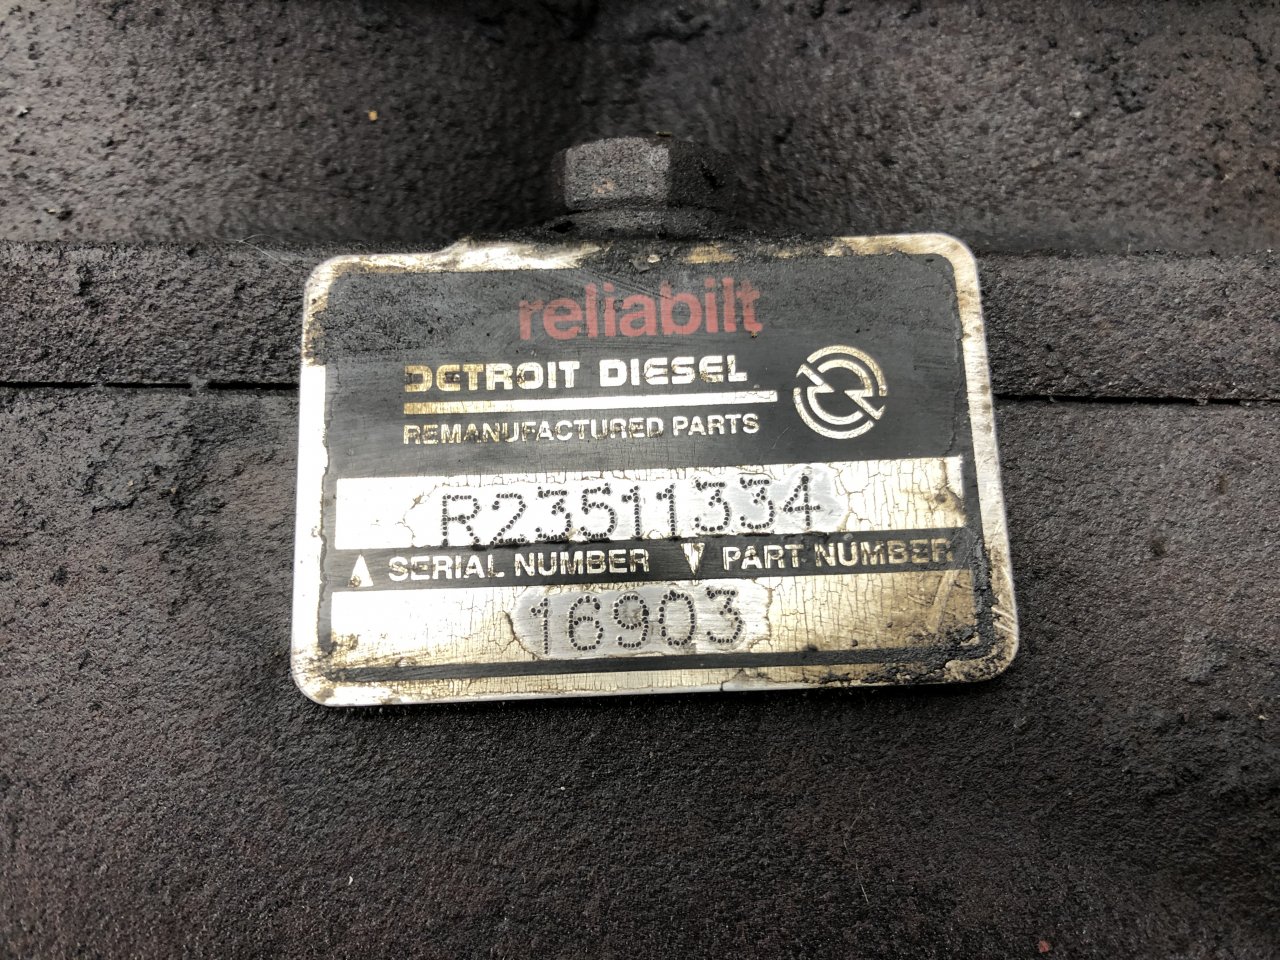 reliabilt
DETROIT DIESEL
REMANUFACTURED PARTS
R23511334
▲ SERIAL NUMBER ▼ PART NUMBER
16903